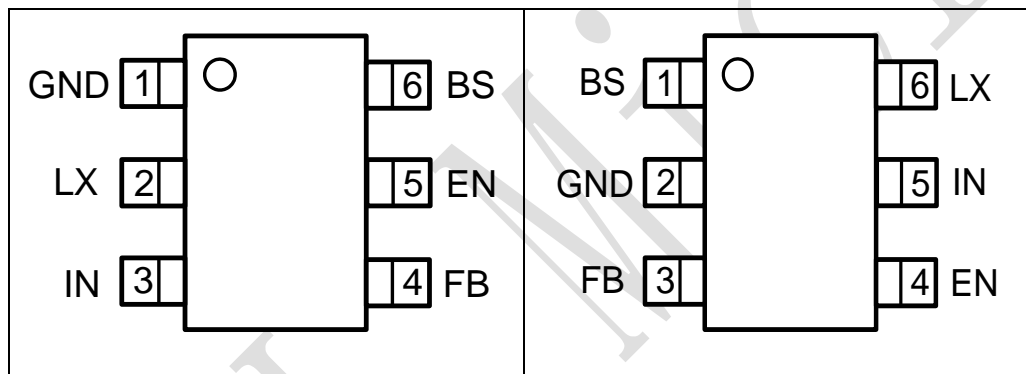 GND 1 6 BS
LX 2 5 EN
IN 3 4 FB
BS 1 6 LX
GND 2 5 IN
FB 3 4 EN